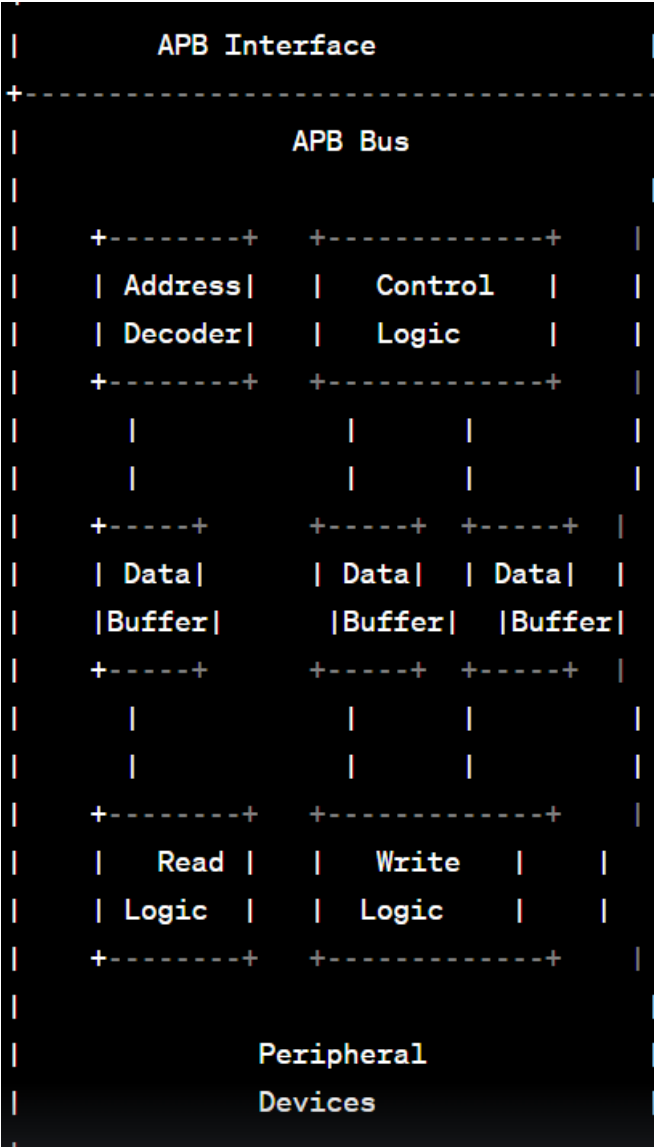 APB Interface
APB Bus
Address Control
Decoder Logic
Data Data Data
Buffer Buffer Buffer
Read Write
Logic Logic
Peripheral
Devices